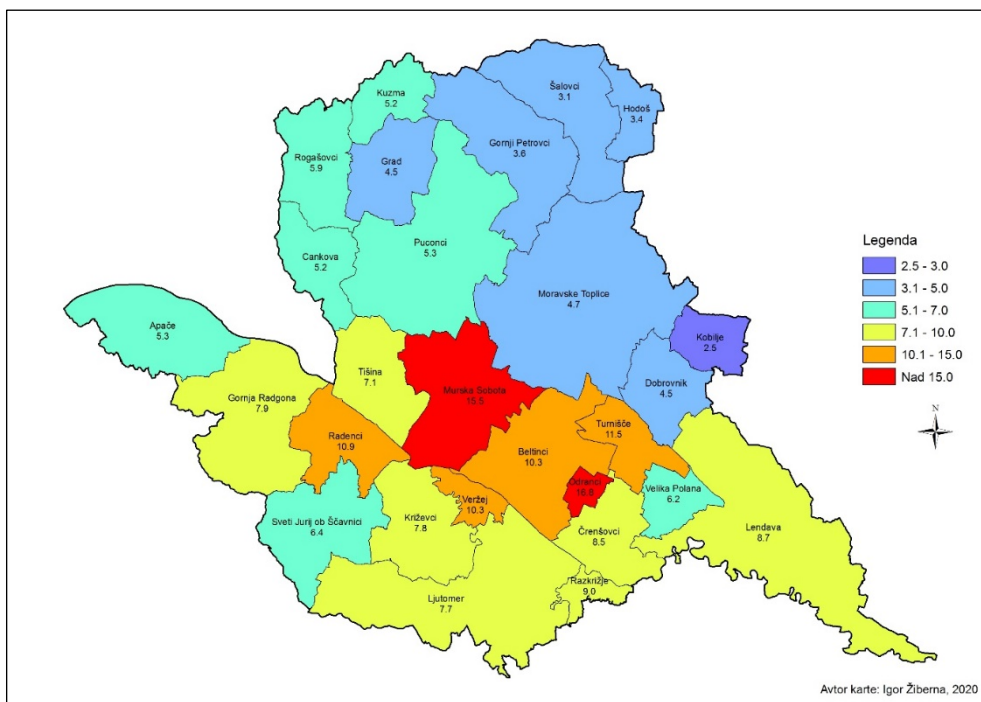 Kuzma
5.2
Šalovci
3.1
Hodoš
3.4
Gornji Petrovci
3.6
Rogašovci
5.9
Grad
4.5
Puconci
5.3
Cankova
5.2
Moravske Toplice
4.7
Apače
5.3
Kobilje
2.5
Tišina
7.1
Dobrovnik
4.5
Murska Sobota
15.5
Gornja Radgona
7.9
Turnišče
11.5
Radenci
10.9
Beltinci
10.3
Odranci
16.8
Velika Polana
6.2
Veržej
10.3
Križevci
7.8
Sveti Jurij ob Ščavnici
6.4
Črenšovci
8.5
Lendava
8.7
Razkrižje
9.0
Ljutomer
7.7
Legenda
2.5 - 3.0
3.1 - 5.0
5.1 - 7.0
7.1 - 10.0
10.1 - 15.0
Nad 15.0
N
Avtor karte: Igor Žiberna, 2020